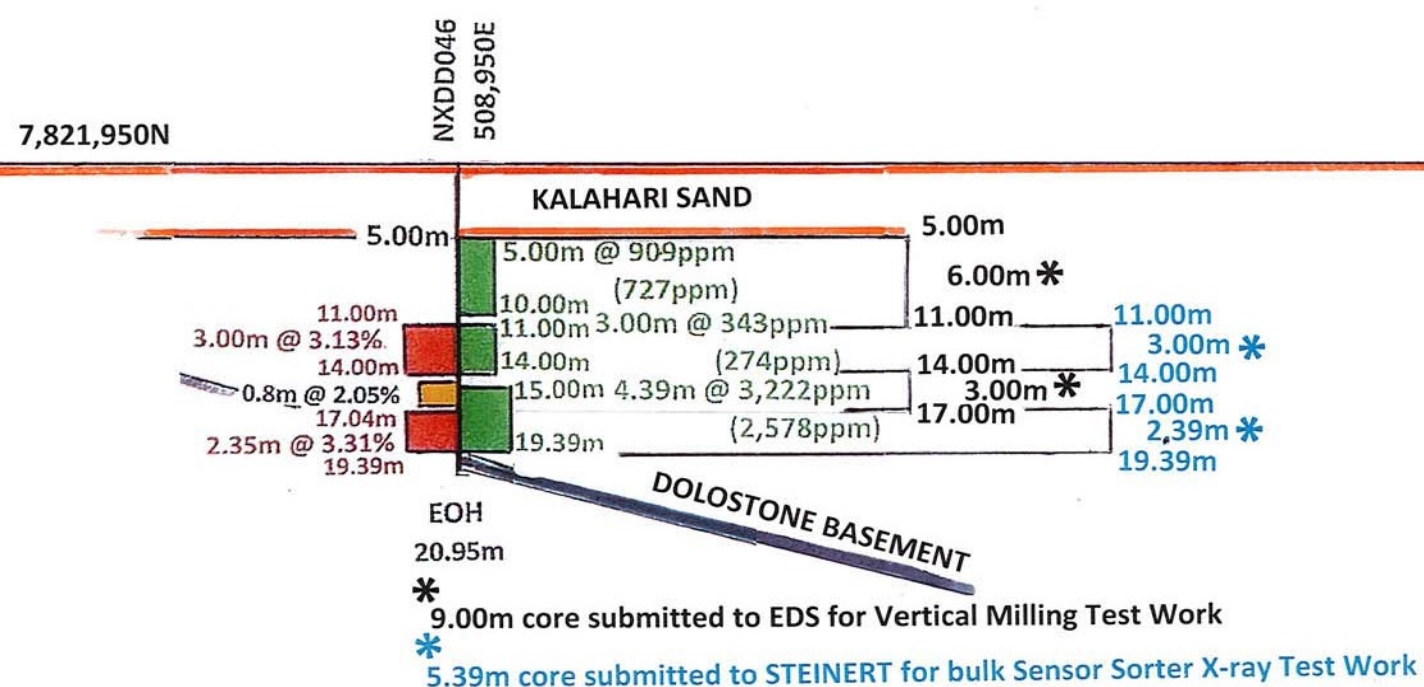 NXDD046
508,950E
7,821,950N
KALAHARI SAND
5.00m
5.00m
5.00m @ 909ppm
(727ppm)
10.00m
6.00m *
11.00m
3.00m @ 3.13%
14.00m
11.00m 3.00m @ 343ppm
(274ppm)
14.00m
11.00m
14.00m
11.00m
3.00m *
14.00m
0.8m @ 2.05%
15.00m 4.39m @ 3,222ppm
(2,578ppm)
19.39m
3.00m *
17.00m
17.00m
2.39m *
19.39m
17.04m
2.35m @ 3.31%
19.39m
DOLOSTONE BASEMENT
EOH
20.95m
*
9.00m core submitted to EDS for Vertical Milling Test Work
*
5.39m core submitted to STEINERT for bulk Sensor Sorter X-ray Test Work